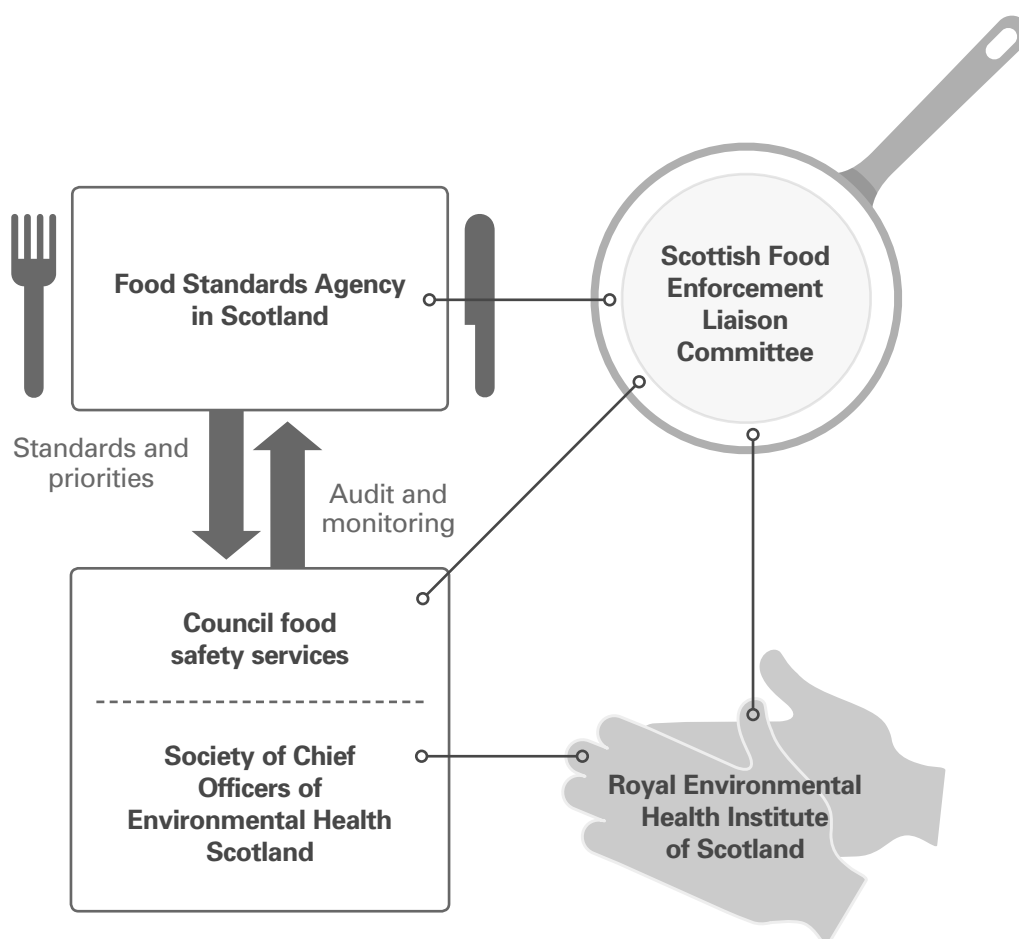 Food Standards Agency
in Scotland
Scottish Food
Enforcement
Liaison
Committee
Standards and
priorities
Audit and
monitoring
Council food
safety services
Society of Chief
Officers of
Environmental Health
Scotland
Royal Environmental
Health Institute
of Scotland